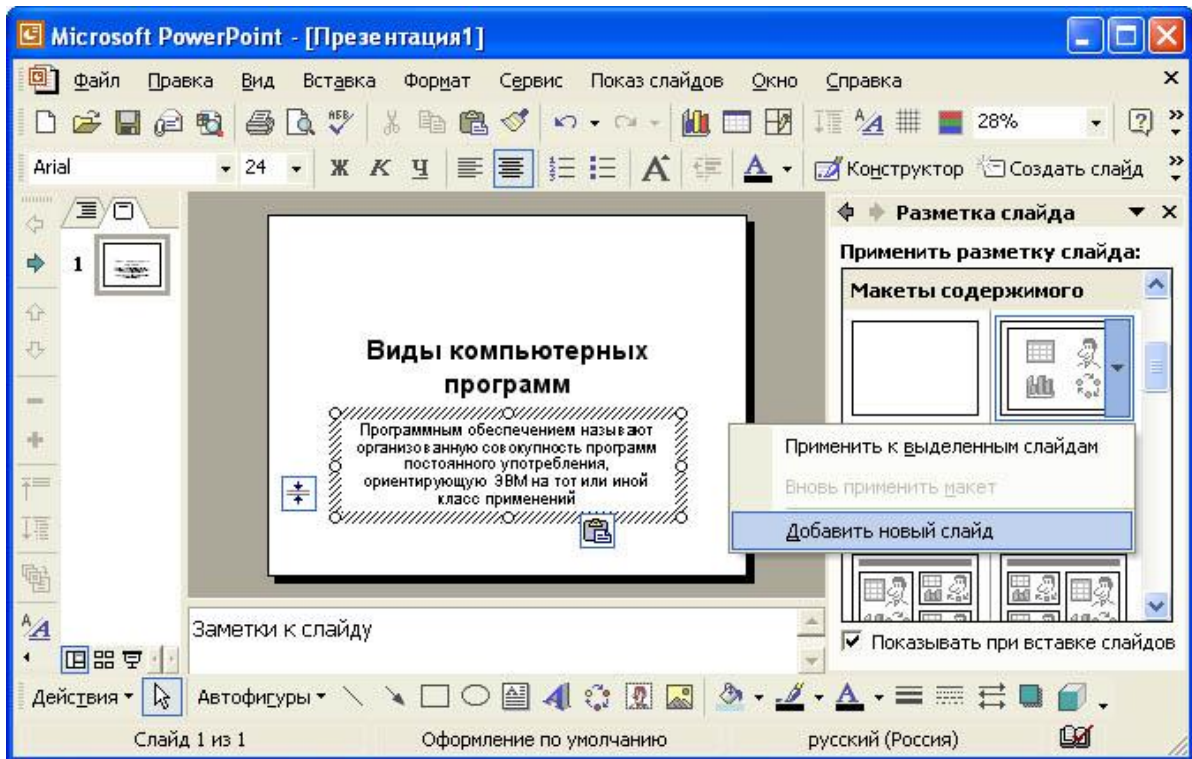 Microsoft PowerPoint - [Презентация1]
Файл Правка Вид Вставка Формат Сервис Показ слайдов Окно Справка
28%
Arial 24 Ж К Ч Конструктор Создать слайд
Разметка слайда
1
Применить разметку слайда:
Макеты содержимого
Виды компьютерных
программ
Программным обеспечением называют
организованную совокупность программ
постоянного употребления,
ориентирующую ЭВМ на тот или иной
класс применений
Применить к выделенным слайдам
Вновь применить макет
Добавить новый слайд
Заметки к слайду
Показывать при вставке слайдов
Действия Автофигуры
Слайд 1 из 1 Оформление по умолчанию русский (Россия)